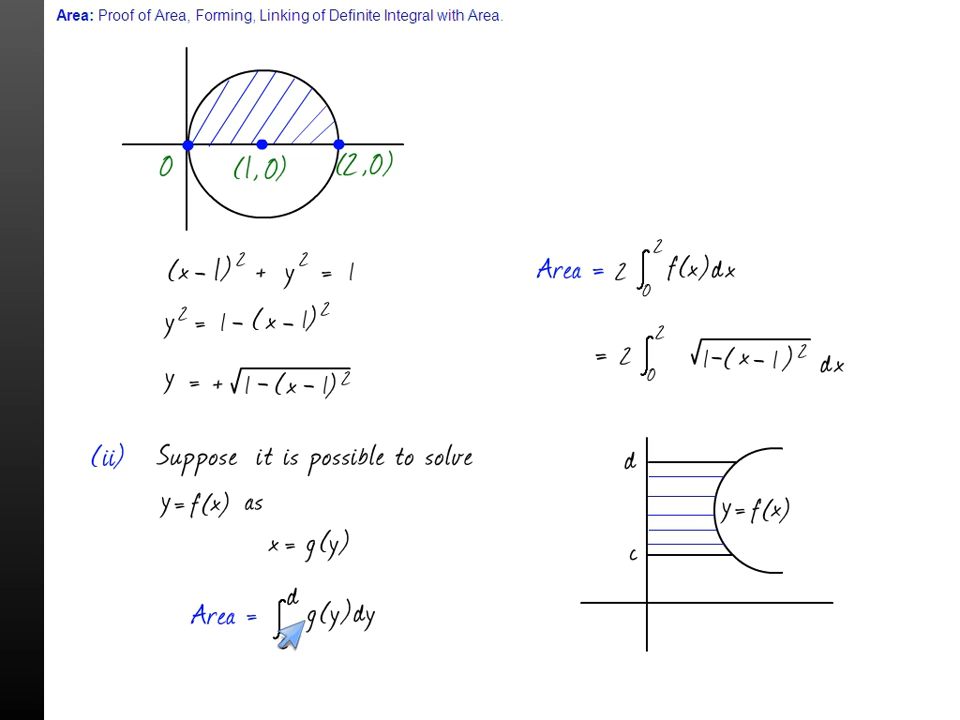 Area: Proof of Area, Forming, Linking of Definite Integral with Area.
0 (1,0) (2,0)
(x-1)² + y² = 1
y² = 1-(x-1)²
y = +√1-(x-1)²
Area = 2 ∫₀² f(x)dx
= 2 ∫₀² √1-(x-1)² dx
(ii) Suppose it is possible to solve
y=f(x) as
x = g(y)
Area = ∫ᵈ g(y)dy
d
y=f(x)
c